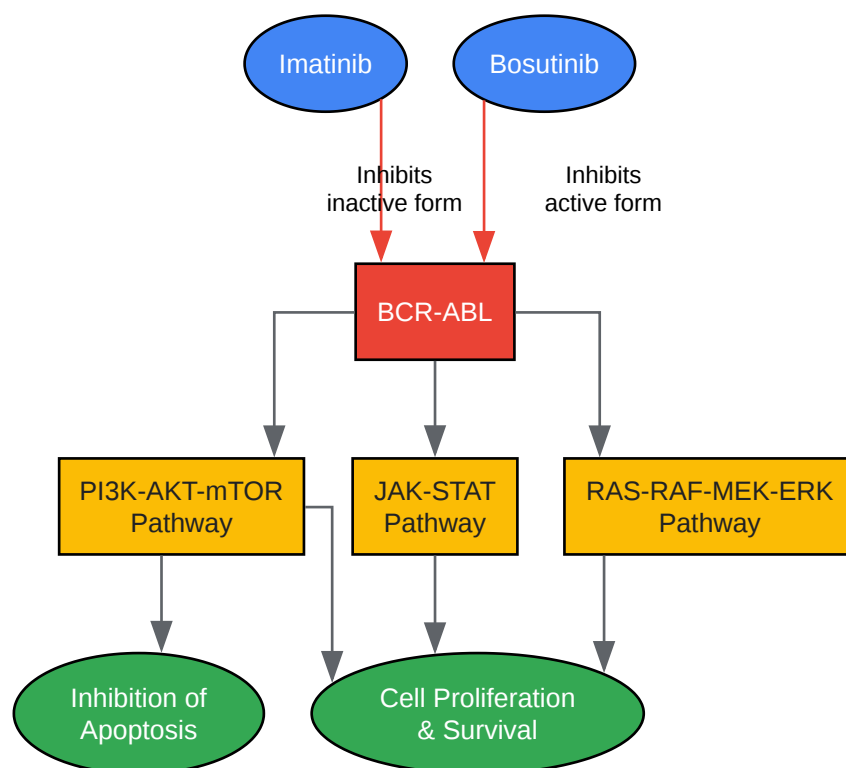 Imatinib
Bosutinib
Inhibits
inactive form
Inhibits
active form
BCR-ABL
PI3K-AKT-mTOR
Pathway
JAK-STAT
Pathway
RAS-RAF-MEK-ERK
Pathway
Inhibition of
Apoptosis
Cell Proliferation
& Survival